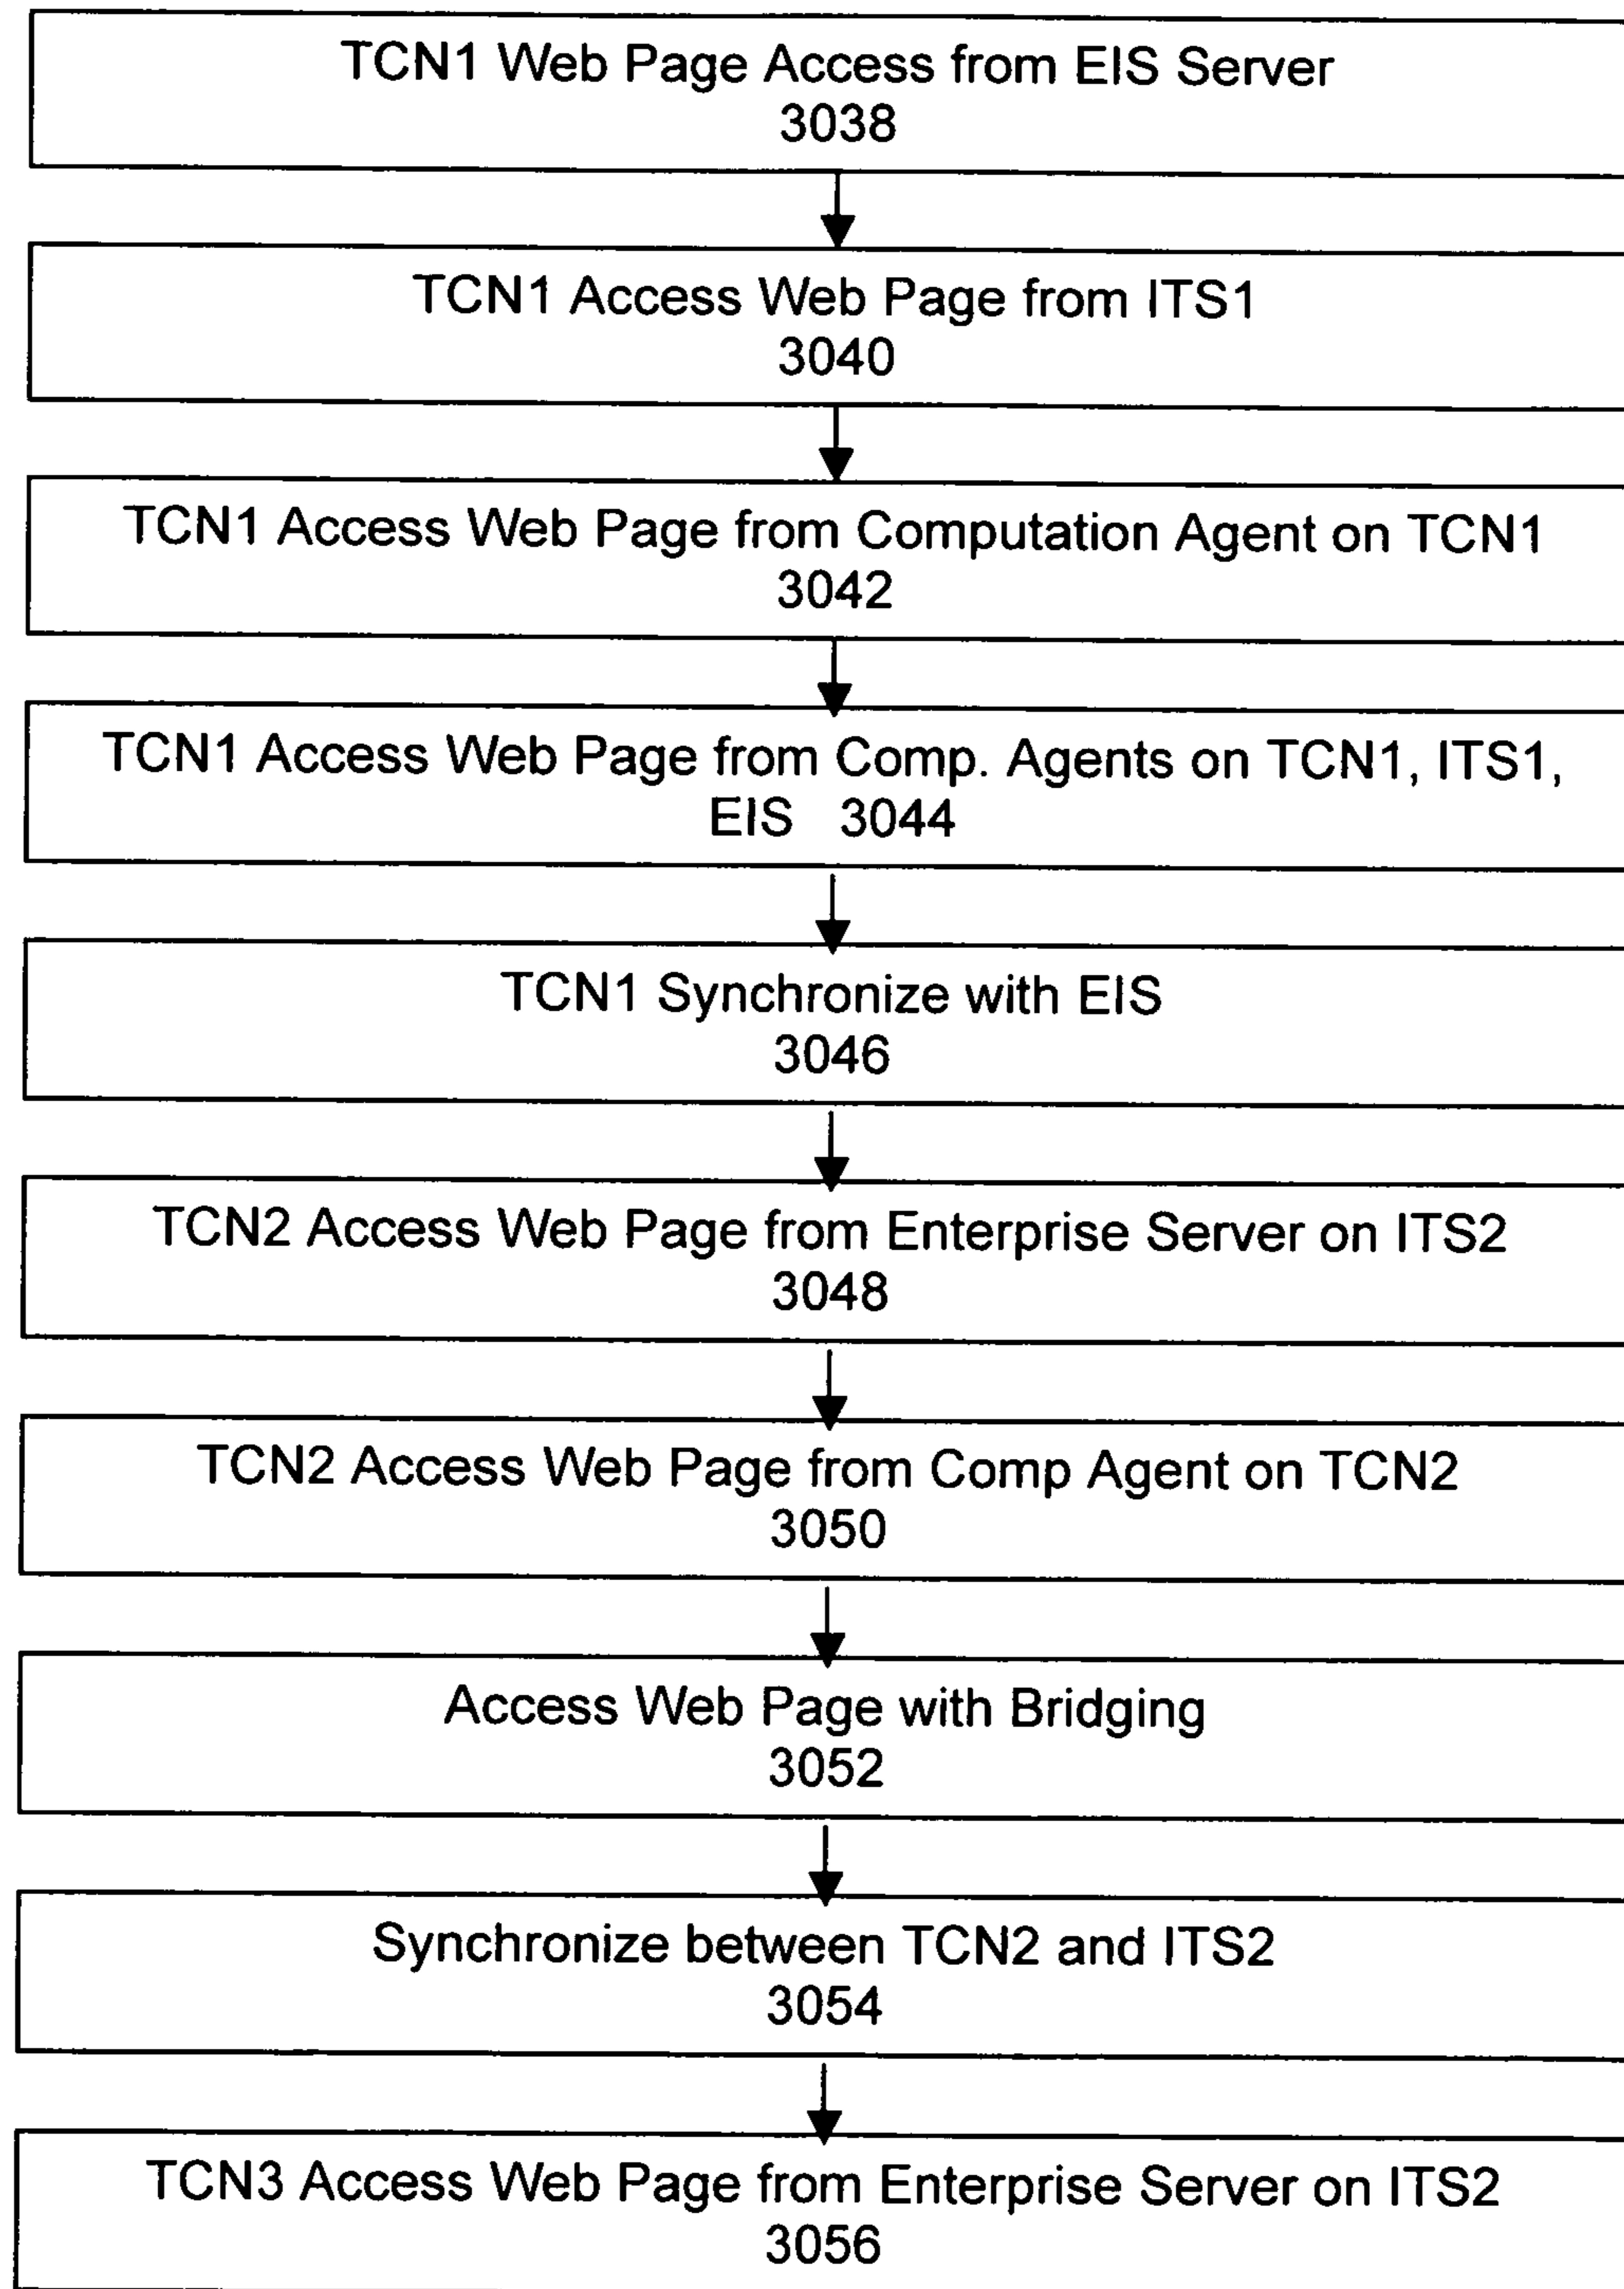 TCN1 Web Page Access from EIS Server
3038
TCN1 Access Web Page from ITS1
3040
TCN1 Access Web Page from Computation Agent on TCN1
3042
TCN1 Access Web Page from Comp. Agents on TCN1, ITS1,
EIS 3044
TCN1 Synchronize with EIS
3046
TCN2 Access Web Page from Enterprise Server on ITS2
3048
TCN2 Access Web Page from Comp Agent on TCN2
3050
Access Web Page with Bridging
3052
Synchronize between TCN2 and ITS2
3054
TCN3 Access Web Page from Enterprise Server on ITS2
3056